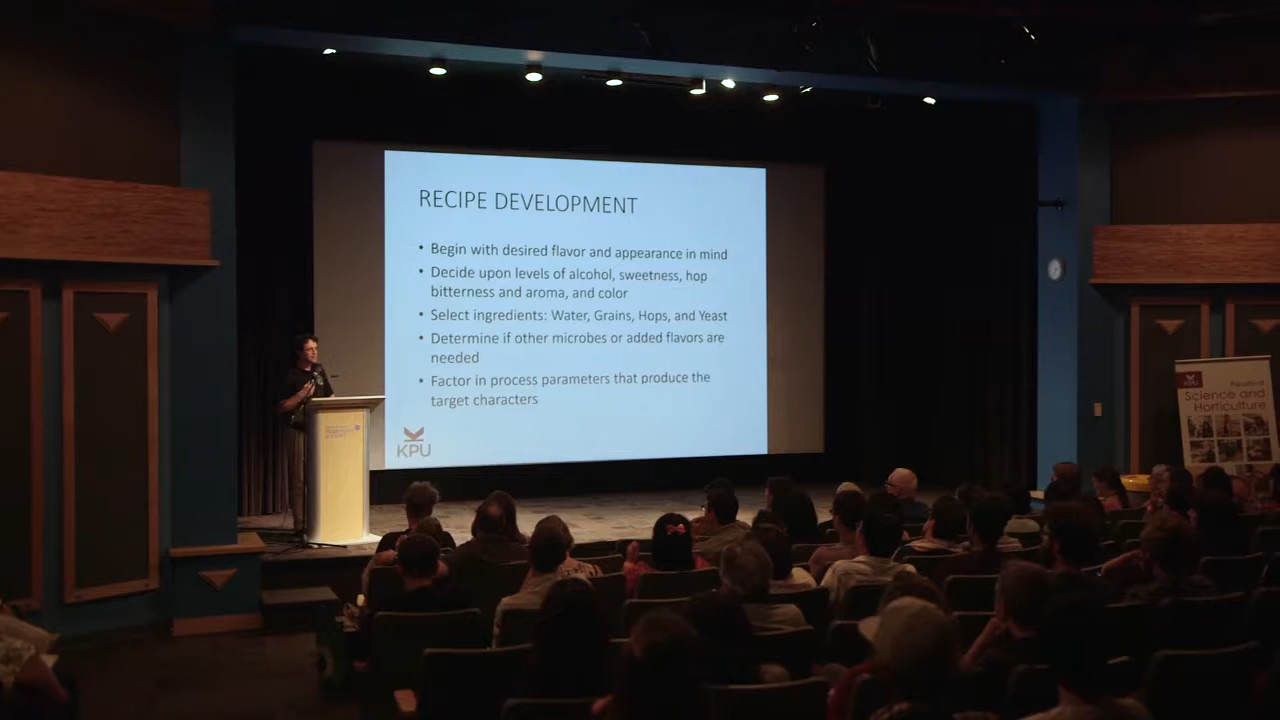 RECIPE DEVELOPMENT
• Begin with desired flavor and appearance in mind
• Decide upon levels of alcohol, sweetness, hop
bitterness and aroma, and color
• Select ingredients: Water, Grains, Hops, and Yeast
• Determine if other microbes or added flavors are
needed
• Factor in process parameters that produce the
target characters
KPU
KPU
Science and
Horticulture